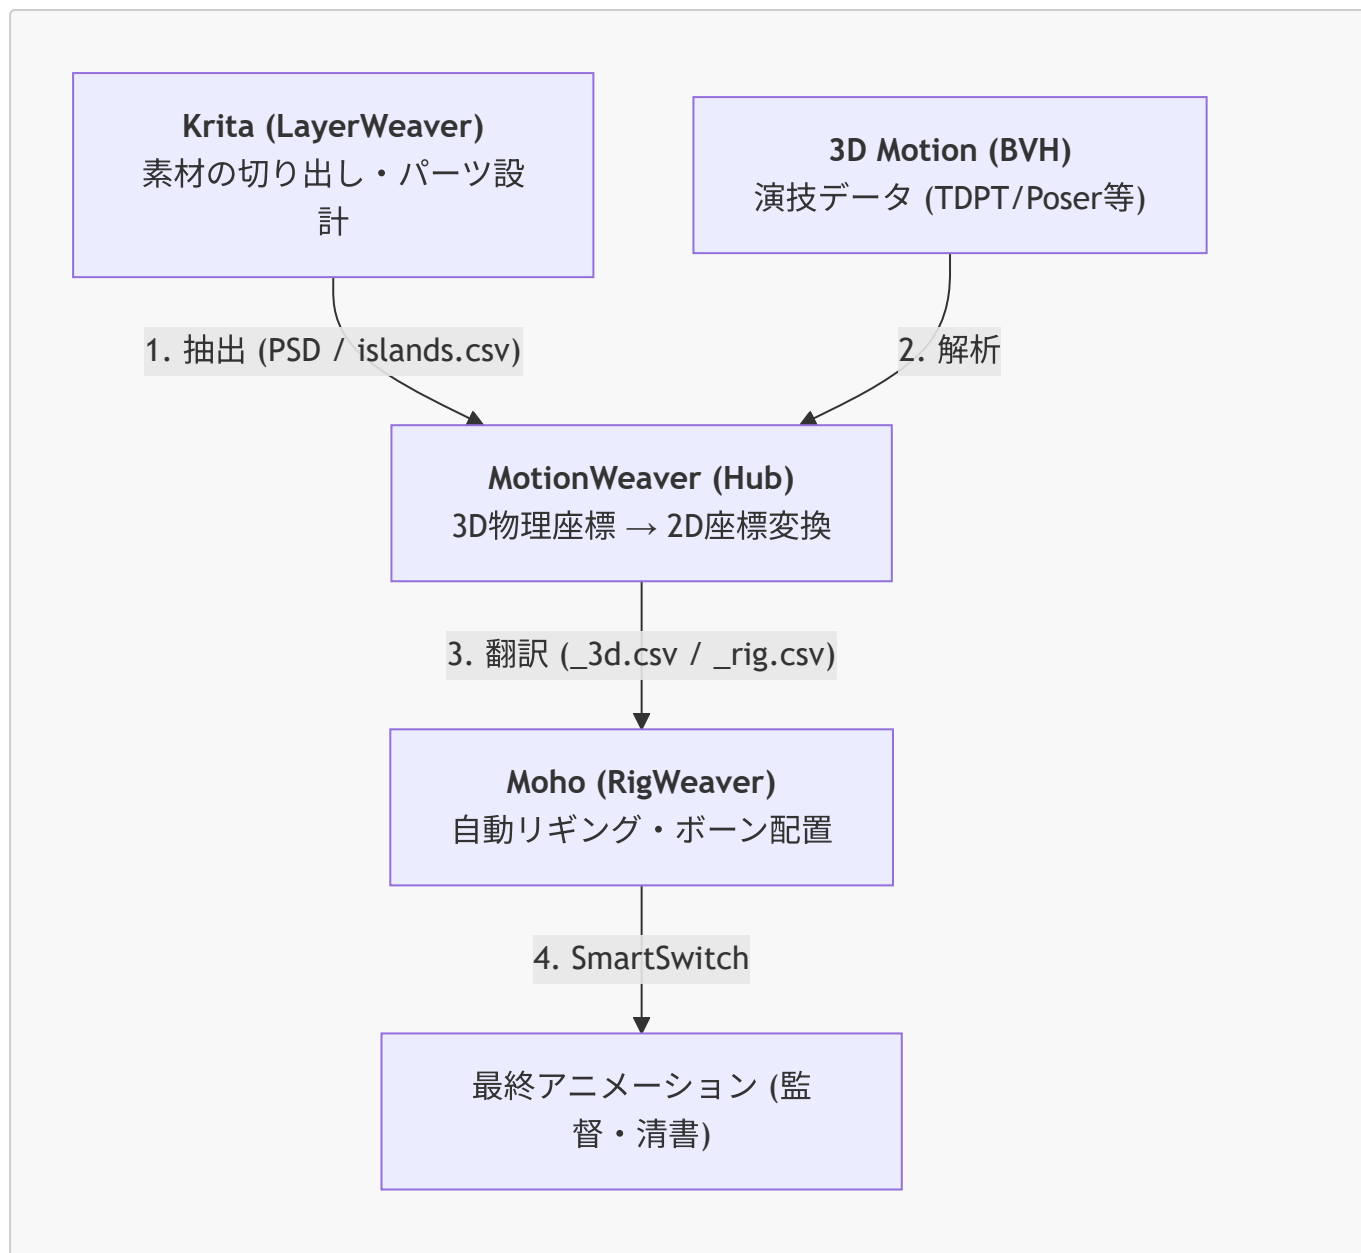 Krita (LayerWeaver)
素材の切り出し・パーツ設
計
3D Motion (BVH)
演技データ (TDPT/Poser等)
1. 抽出 (PSD / islands.csv)
2. 解析
MotionWeaver (Hub)
3D物理座標 → 2D座標変換
3. 翻訳 (_3d.csv / _rig.csv)
Moho (RigWeaver)
自動リギング・ボーン配置
4. SmartSwitch
最終アニメーション (監
督・清書)